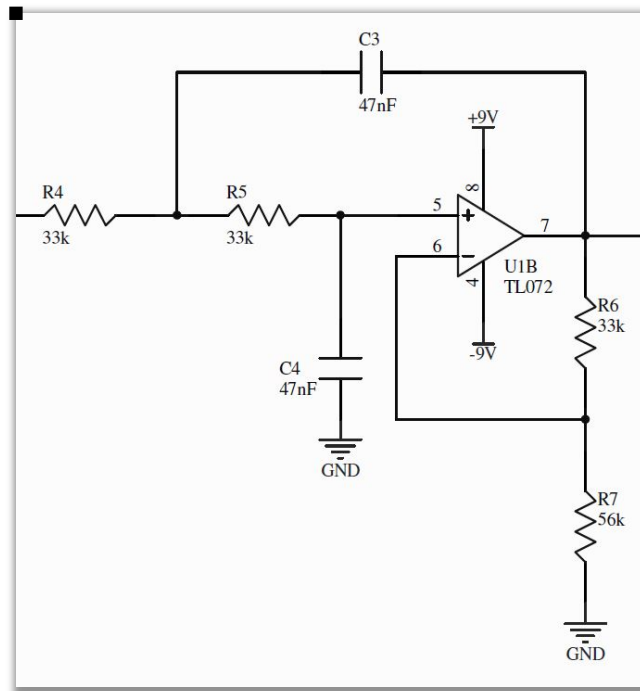 C3
47nF
+9V
8
R4
33k
R5
33k
5
+
6
−
7
U1B
TL072
4
-9V
R6
33k
C4
47nF
GND
R7
56k
GND